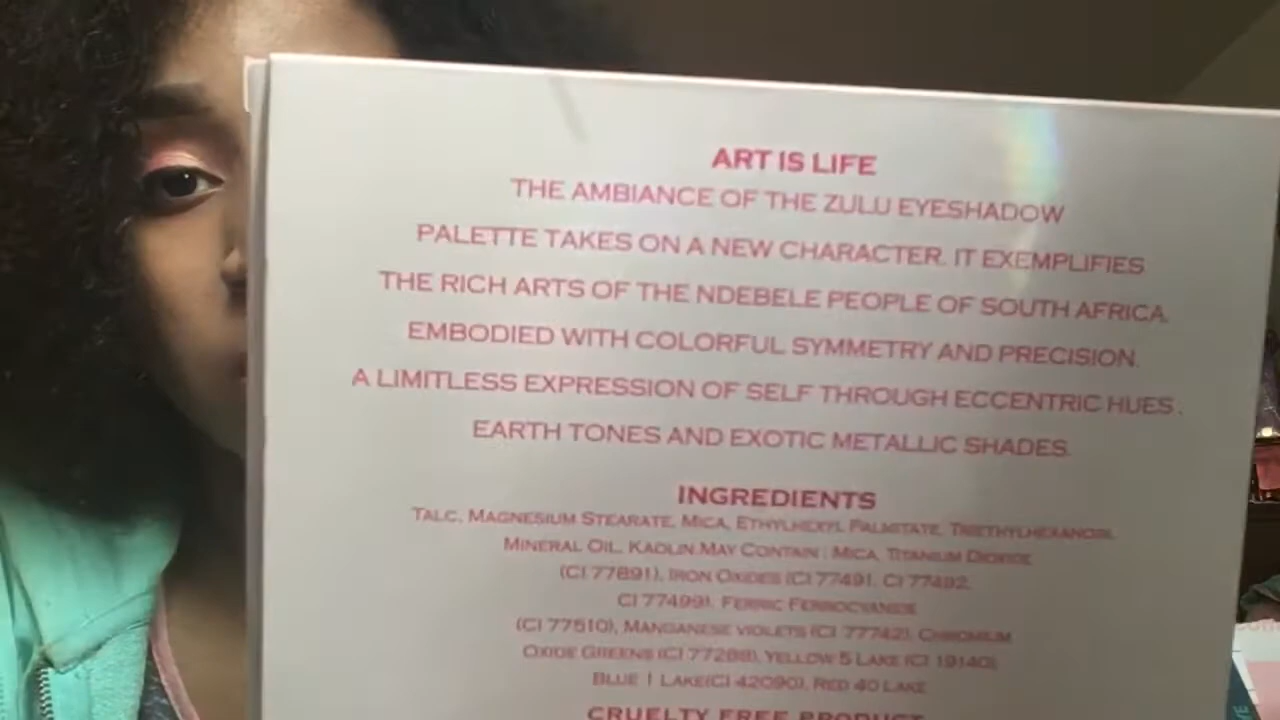 ART IS LIFE
THE AMBIANCE OF THE ZULU EYESHADOW
PALETTE TAKES ON A NEW CHARACTER. IT EXEMPLIFIES
THE RICH ARTS OF THE NDEBELE PEOPLE OF SOUTH AFRICA.
EMBODIED WITH COLORFUL SYMMETRY AND PRECISION.
A LIMITLESS EXPRESSION OF SELF THROUGH ECCENTRIC HUES.
EARTH TONES AND EXOTIC METALLIC SHADES.
INGREDIENTS
TALC, MAGNESIUM STEARATE, MICA, ETHYLHEXYL PALMITATE,
MINERAL OIL, KAOLIN.MAY CONTAIN: MICA, TITANIUM DIOXIDE
(CI 77891), IRON OXIDES (CI 77491, CI 77492,
CI 77499), FERRIC FERROCYANIDE
(CI 77510), MANGANESE VIOLETS (CI 77742), CHROMIUM
OXIDE GREENS (CI 77288), YELLOW 5 LAKE (CI 19140)
BLUE 1 LAKE(CI 42090), RED 40 LAKE
CRUELTY FREE PRODUCT